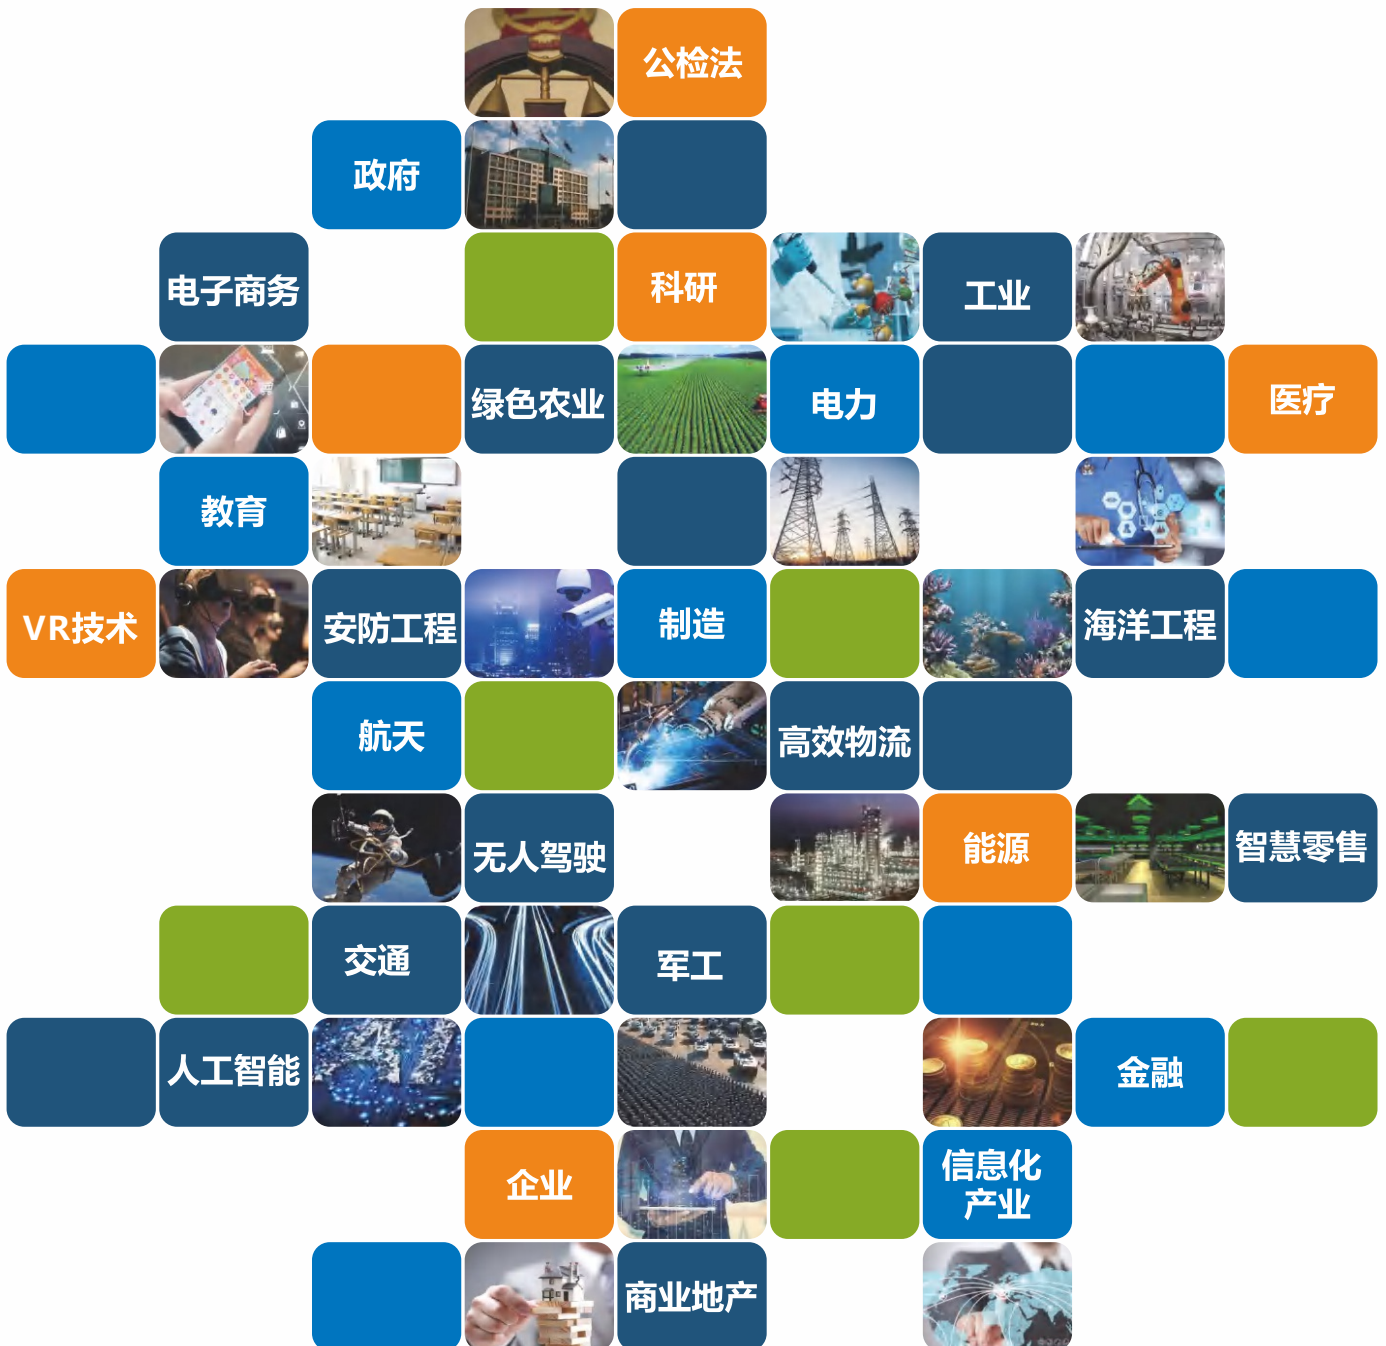 公检法
政府
电子商务
科研
工业
绿色农业
电力
医疗
教育
VR技术
安防工程
制造
海洋工程
航天
高效物流
无人驾驶
能源
智慧零售
交通
军工
人工智能
金融
企业
信息化
产业
商业地产